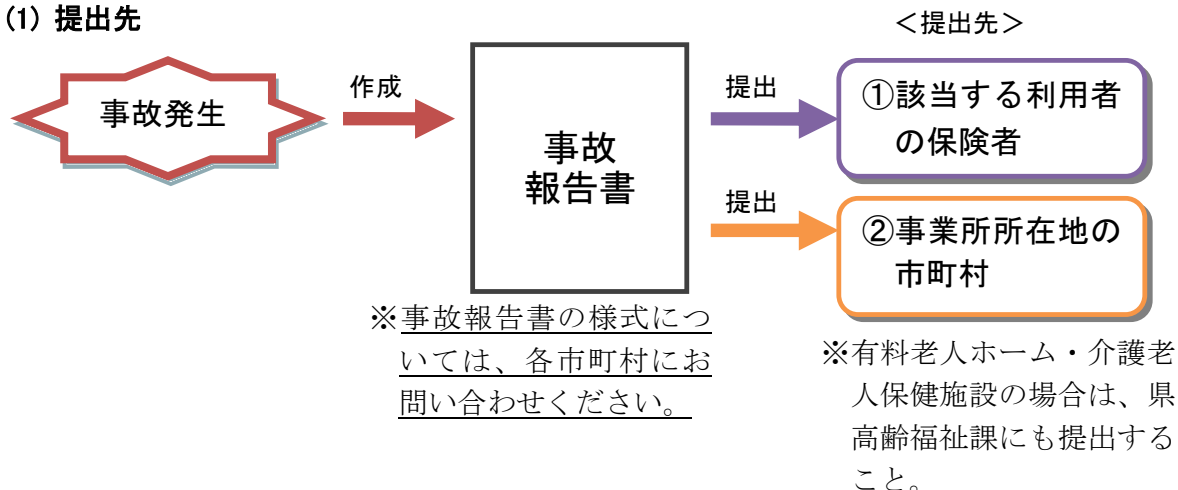 (1) 提出先
＜提出先＞
事故発生
作成
事故
報告書
提出
①該当する利用者
の保険者
提出
②事業所所在地の
市町村
※事故報告書の様式につ
いては、各市町村にお
問い合わせください。
※有料老人ホーム・介護老
人保健施設の場合は、県
高齢福祉課にも提出する
こと。